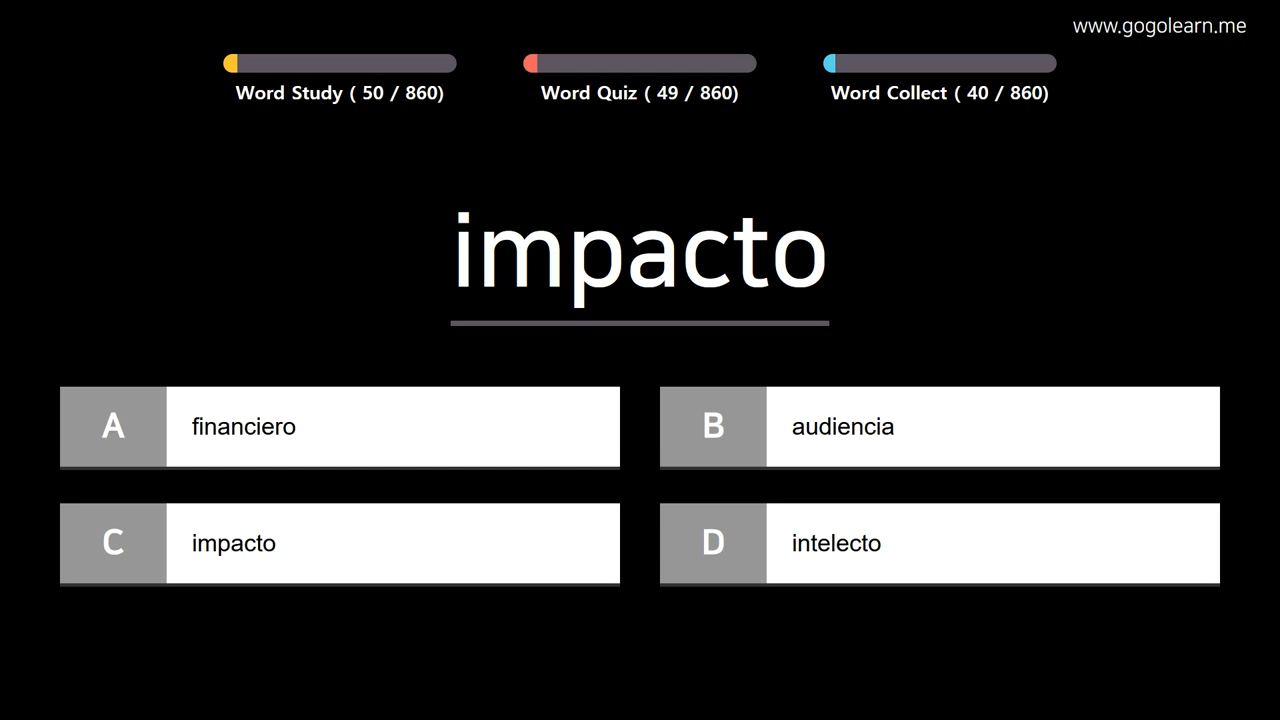 www.gogolearn.me
Word Study ( 50 / 860)
Word Quiz ( 49 / 860)
Word Collect ( 40 / 860)
impacto
A financiero
B audiencia
C impacto
D intelecto